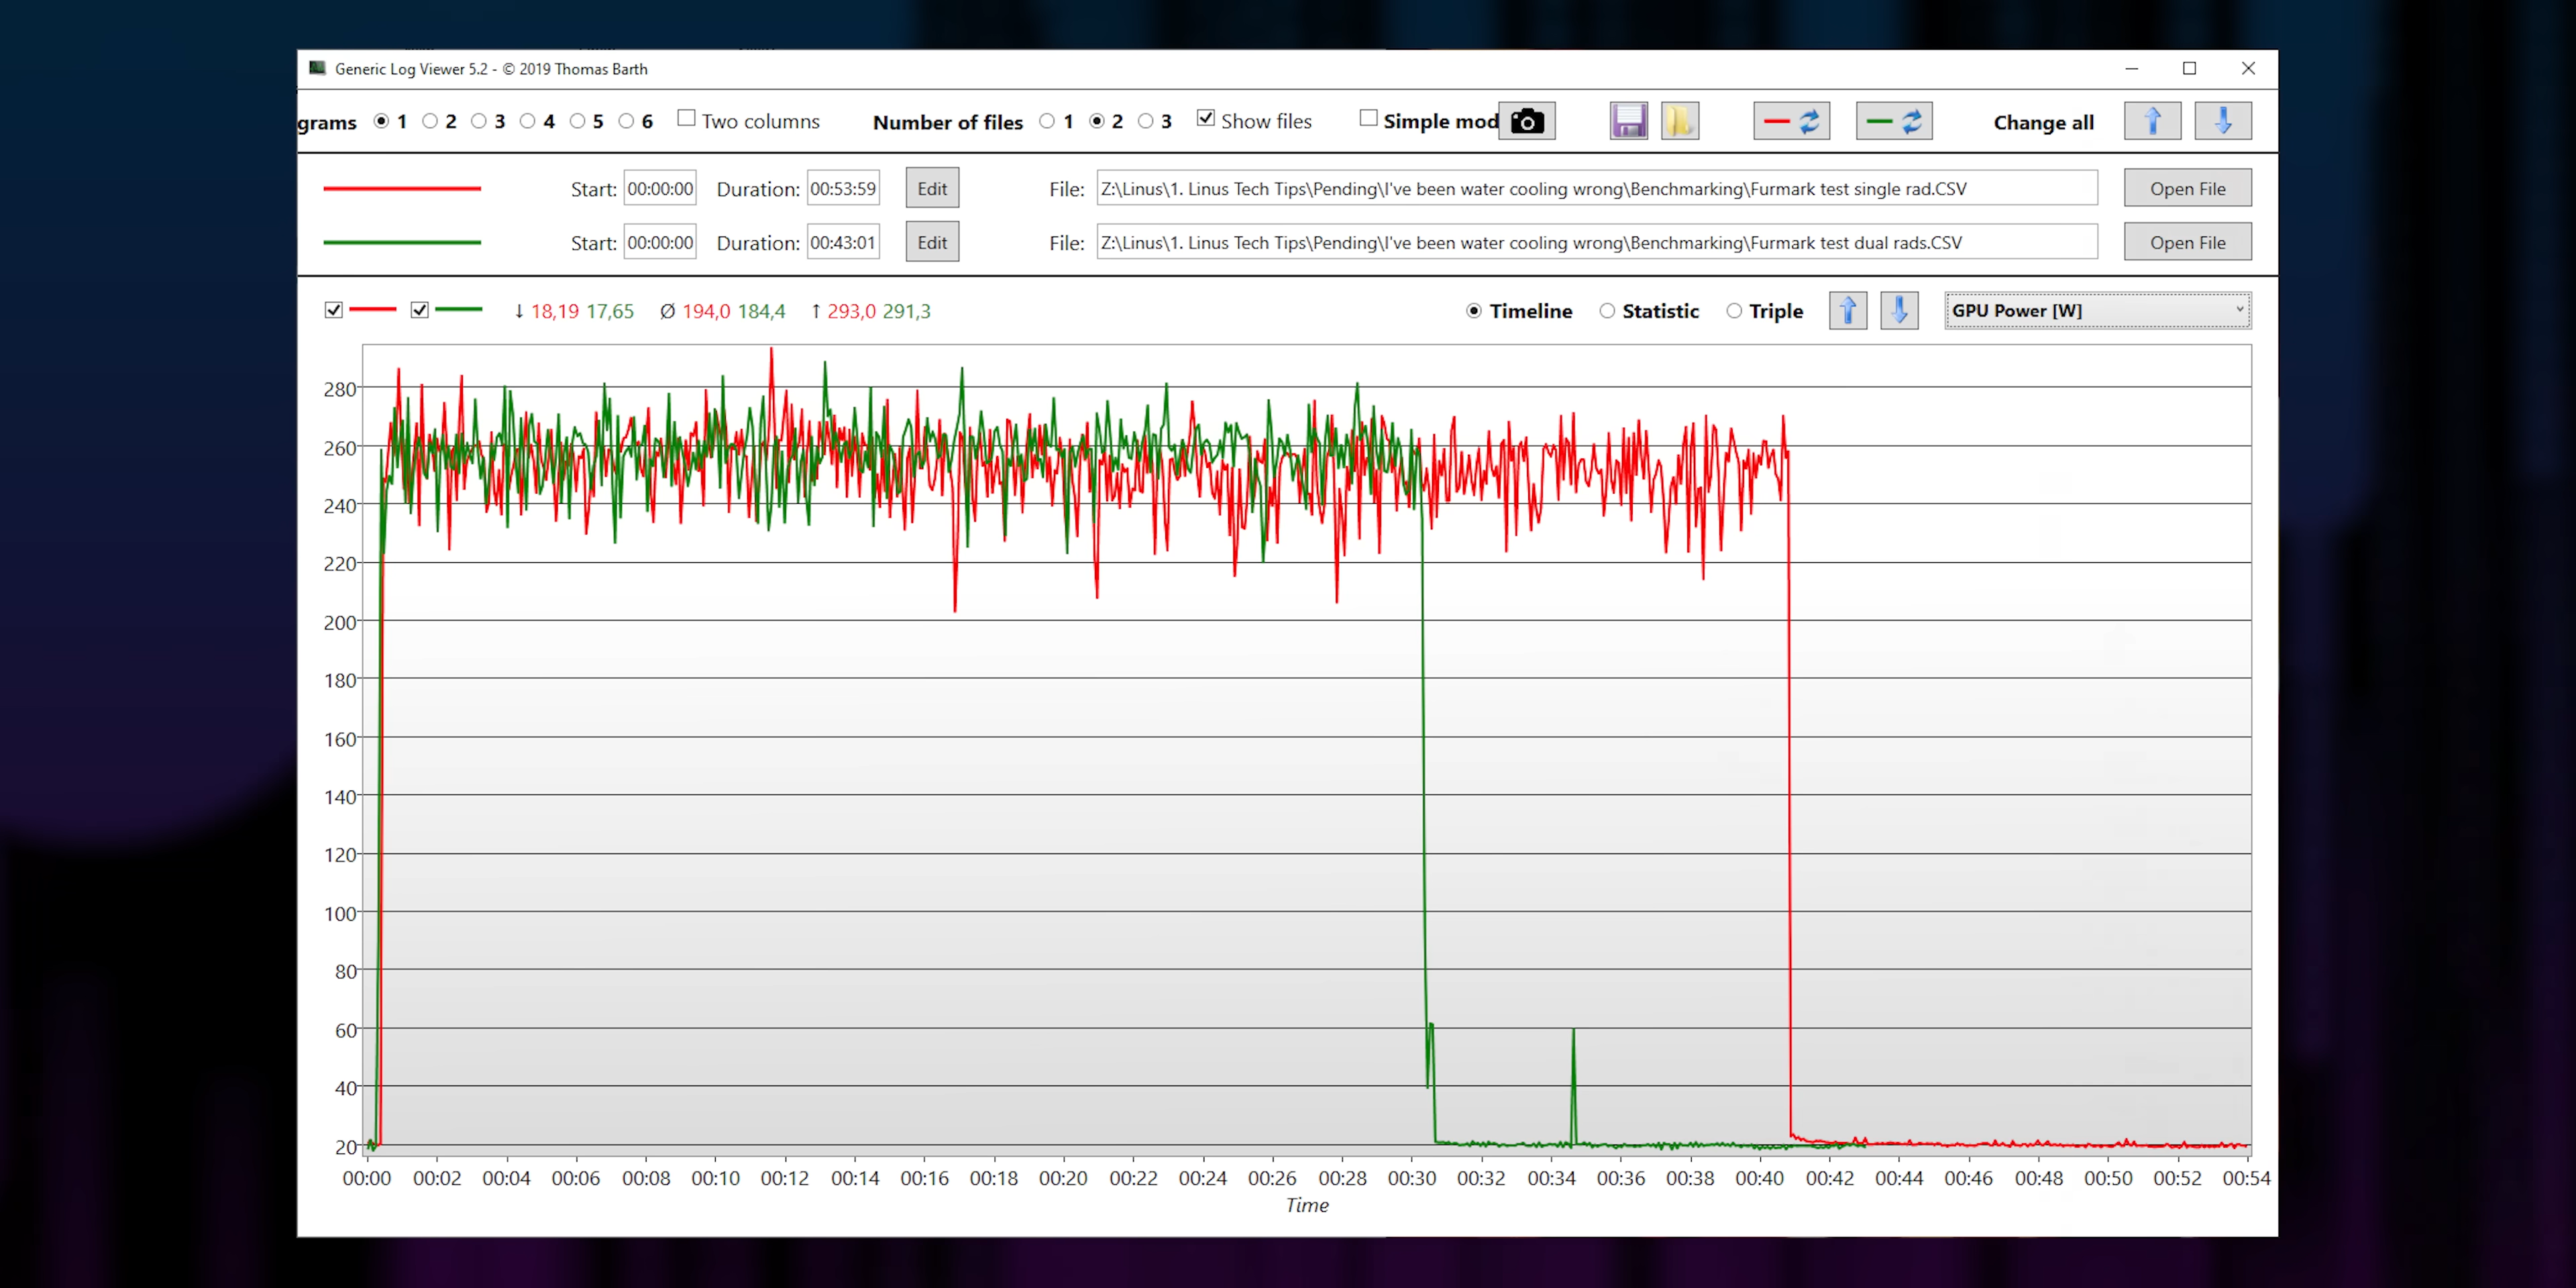 Generic Log Viewer 5.2 - © 2019 Thomas Barth
grams 1 2 3 4 5 6 Two columns Number of files 1 2 3 Show files Simple mod Change all
Start: 00:00:00 Duration: 00:53:59 Edit File: Z:\Linus\1. Linus Tech Tips\Pending\I've been water cooling wrong\Benchmarking\Furmark test single rad.CSV Open File
Start: 00:00:00 Duration: 00:43:01 Edit File: Z:\Linus\1. Linus Tech Tips\Pending\I've been water cooling wrong\Benchmarking\Furmark test dual rads.CSV Open File
↓ 18,19 17,65 Ø 194,0 184,4 ↑ 293,0 291,3 Timeline Statistic Triple GPU Power [W]
280
260
240
220
200
180
160
140
120
100
80
60
40
20
00:00 00:02 00:04 00:06 00:08 00:10 00:12 00:14 00:16 00:18 00:20 00:22 00:24 00:26 00:28 00:30 00:32 00:34 00:36 00:38 00:40 00:42 00:44 00:46 00:48 00:50 00:52 00:54
Time